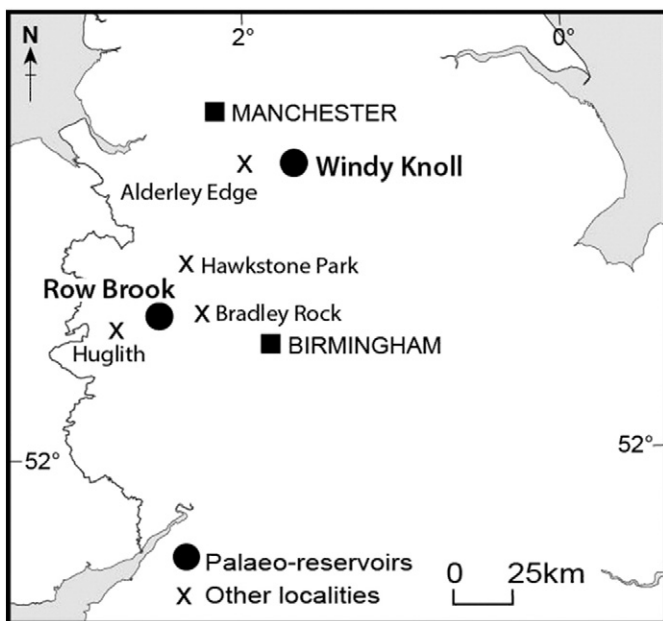 2°
0°
N
MANCHESTER
Windy Knoll
Alderley Edge
Hawkstone Park
Row Brook
Bradley Rock
Huglith
BIRMINGHAM
52°
52°
Palaeo-reservoirs
0 25km
Other localities